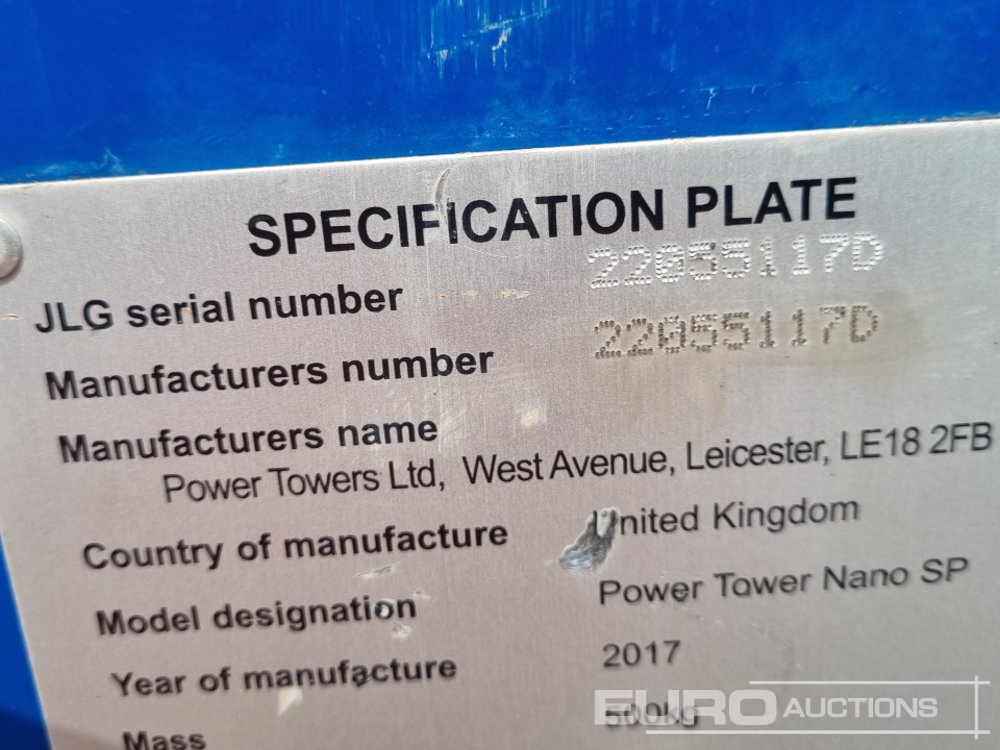 SPECIFICATION PLATE
JLG serial number 22055117D
Manufacturers number 22055117D
Manufacturers name
Power Towers Ltd, West Avenue, Leicester, LE18 2FB
Country of manufacture United Kingdom
Model designation Power Tower Nano SP
Year of manufacture 2017
Mass 500kg
EURO AUCTIONS